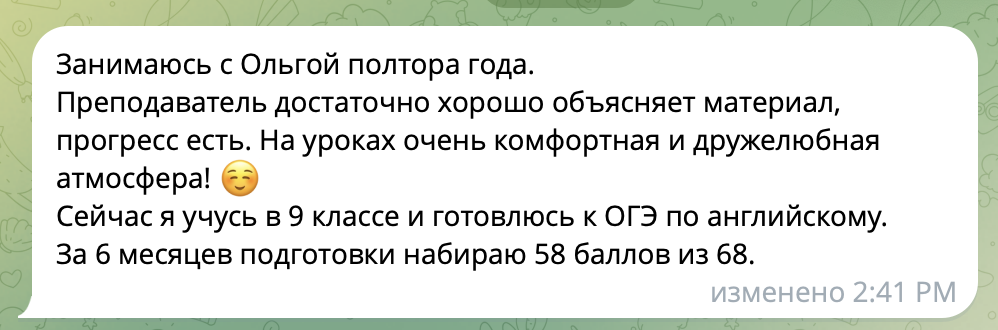 Занимаюсь с Ольгой полтора года.
Преподаватель достаточно хорошо объясняет материал,
прогресс есть. На уроках очень комфортная и дружелюбная
атмосфера! ☺️
Сейчас я учусь в 9 классе и готовлюсь к ОГЭ по английскому.
За 6 месяцев подготовки набираю 58 баллов из 68.
изменено 2:41 PM